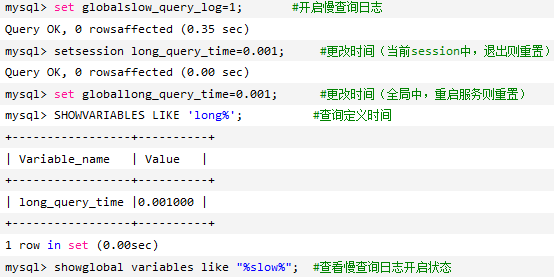 mysql> set globalslow_query_log=1;        #开启慢查询日志
Query OK, 0 rowsaffected (0.35 sec)
mysql> setsession long_query_time=0.001;     #更改时间（当前session中，退出则重置）
Query OK, 0 rowsaffected (0.00 sec)
mysql> set globallong_query_time=0.001;      #更改时间（全局中，重启服务则重置）
mysql> SHOWVARIABLES LIKE 'long%';          #查询定义时间
+-----------------+----------+
| Variable_name   | Value    |
+-----------------+----------+
| long_query_time |0.001000 |
+-----------------+----------+
1 row in set (0.00sec)
mysql> showglobal variables like "%slow%";  #查看慢查询日志开启状态